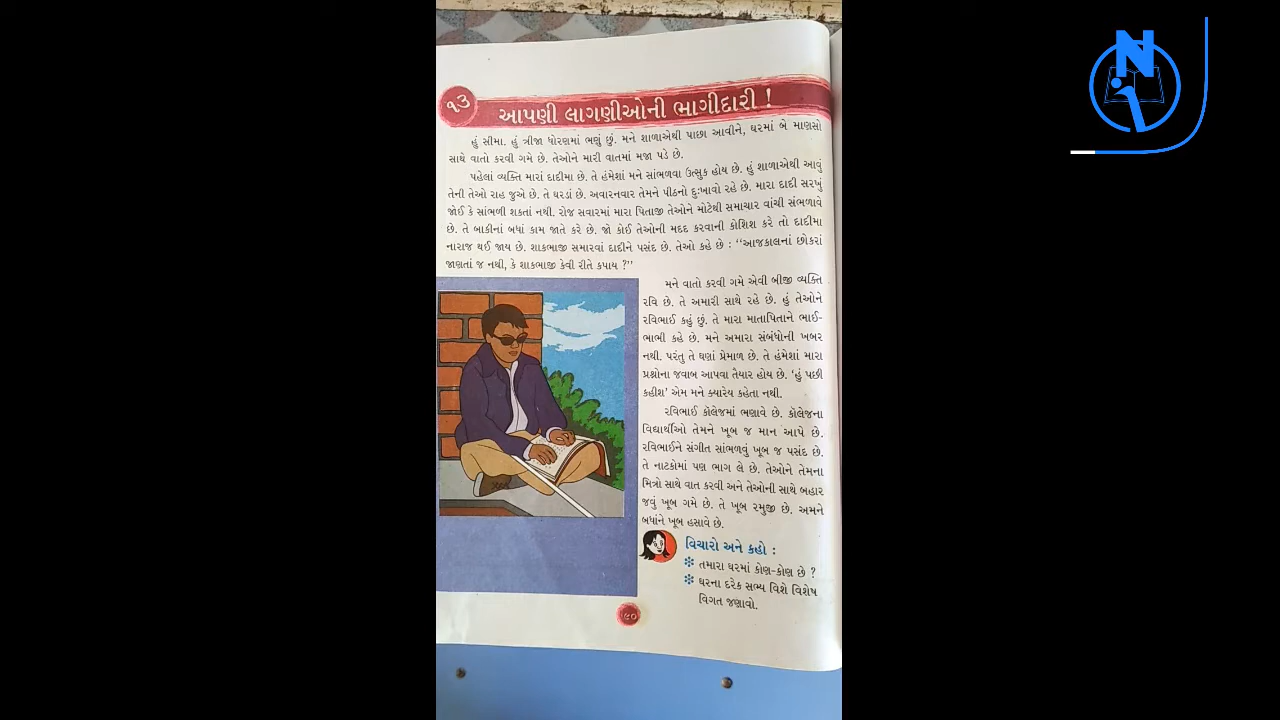 ૧૩
આપણી લાગણીઓની ભાગીદારી !
હું સીમા. હું ત્રીજા ધોરણમાં ભણું છું. મને શાળાએથી પાછા આવીને, ઘરમાં બે માણસો
સાથે વાતો કરવી ગમે છે. તેઓને મારી વાતમાં મજા પડે છે.
પહેલાં વ્યક્તિ મારાં દાદીમા છે. તે હંમેશાં મને સાંભળવા ઉત્સુક હોય છે. હું શાળાએથી આવું
તેની તેઓ રાહ જુએ છે. તે ઘરડાં છે. અવારનવાર તેમને પીઠનો દુઃખાવો રહે છે. મારા દાદી સરખું
જોઈ કે સાંભળી શકતાં નથી. રોજ સવારમાં મારા પિતાજી તેઓને મોટેથી સમાચાર વાંચી સંભળાવે
છે. તે બાકીનાં બધાં કામ જાતે કરે છે. જો કોઈ તેઓની મદદ કરવાની કોશિશ કરે તો દાદીમા
નારાજ થઈ જાય છે. શાકભાજી સમારવાં દાદીને પસંદ છે. તેઓ કહે છે : ‘‘આજકાલનાં છોકરાં
જાણતાં જ નથી, કે શાકભાજી કેવી રીતે કપાય ?’’
મને વાતો કરવી ગમે એવી બીજી વ્યક્તિ
રવિ છે. તે અમારી સાથે રહે છે. હું તેઓને
રવિભાઈ કહું છું. તે મારા માતાપિતાને ભાઈ-
ભાભી કહે છે. મને અમારા સંબંધોની ખબર
નથી. પરંતુ તે ઘણાં પ્રેમાળ છે. તે હંમેશાં મારા
પ્રશ્નોના જવાબ આપવા તૈયાર હોય છે. ‘હું પછી
કહીશ’ એમ મને ક્યારેય કહેતા નથી.
રવિભાઈ કૉલેજમાં ભણાવે છે. કૉલેજના
વિદ્યાર્થીઓ તેમને ખૂબ જ માન આપે છે.
રવિભાઈને સંગીત સાંભળવું ખૂબ જ પસંદ છે.
તે નાટકોમાં પણ ભાગ લે છે. તેઓને તેમના
મિત્રો સાથે વાત કરવી અને તેઓની સાથે બહાર
જવું ખૂબ ગમે છે. તે ખૂબ રમુજી છે. અમને
બધાંને ખૂબ હસાવે છે.
વિચારો અને કહો :
❊ તમારા ઘરમાં કોણ-કોણ છે ?
❊ ઘરના દરેક સભ્ય વિશે વિશેષ
વિગત જણાવો.